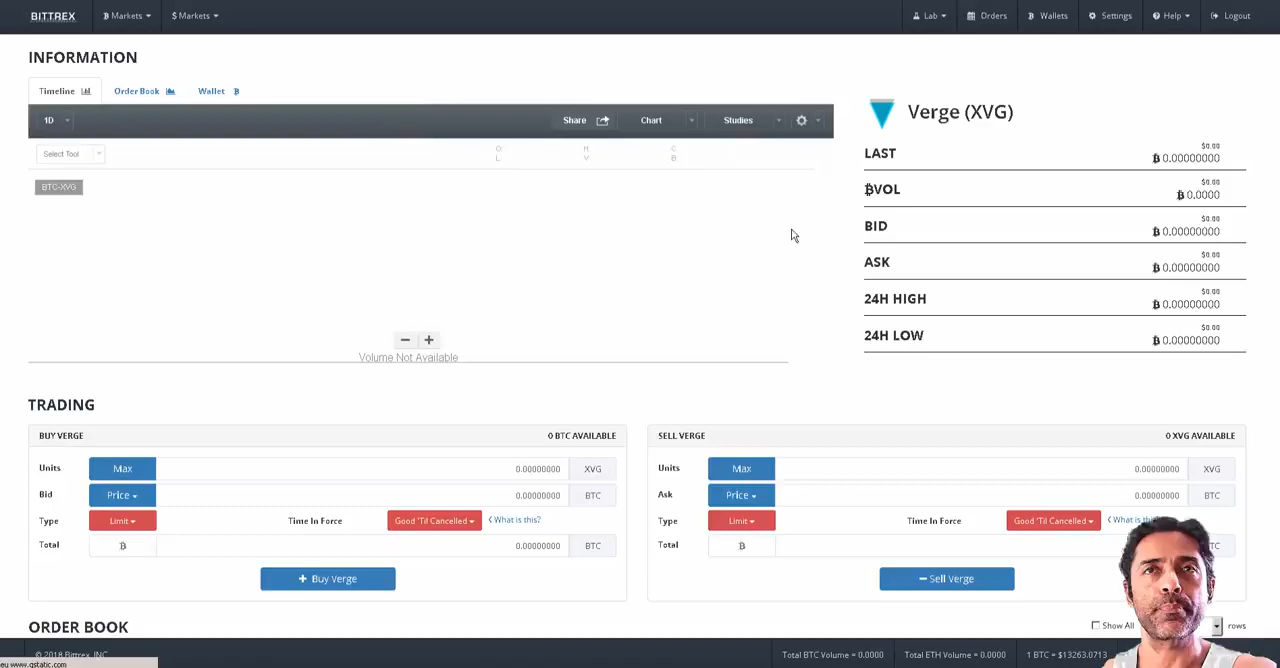 BITTREX Markets $ Markets Lab Orders Wallets Settings Help Logout
INFORMATION
Timeline Order Book Wallet
1D Share Chart Studies
Select Tool O: H: C:
L: V: B
BTC-XVG
Volume Not Available
Verge (XVG)
$0.00
LAST 0.00000000
$0.00
VOL 0.0000
$0.00
BID 0.00000000
$0.00
ASK 0.00000000
$0.00
24H HIGH 0.00000000
$0.00
24H LOW 0.00000000
TRADING
BUY VERGE 0 BTC AVAILABLE
Units Max 0.00000000 XVG
Bid Price 0.00000000 BTC
Type Limit Time In Force Good 'Til Cancelled What is this?
Total 0.00000000 BTC
+ Buy Verge
SELL VERGE 0 XVG AVAILABLE
Units Max 0.00000000 XVG
Ask Price 0.00000000 BTC
Type Limit Time In Force Good 'Til Cancelled What is
Total TC
− Sell Verge
ORDER BOOK Show All rows
© 2018 Bittrex, INC Total BTC Volume = 0.0000 Total ETH Volume = 0.0000 1 BTC = $13263.0713
eu www.gstatic.com